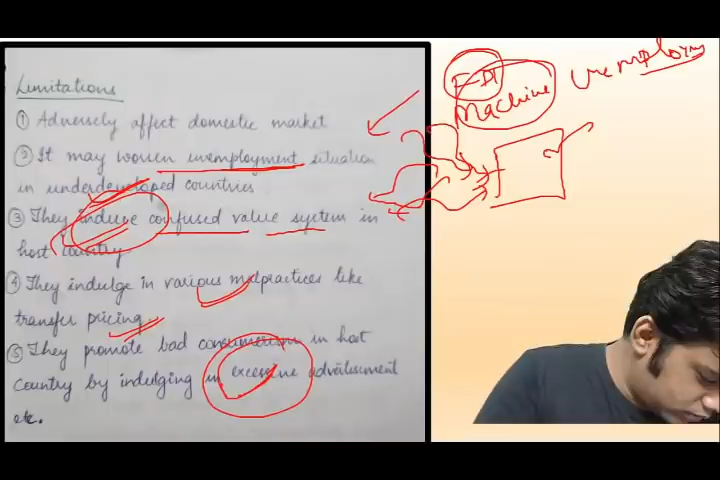 Limitations
① Adversely affect domestic market
② It may worsen unemployment situation
in underdeveloped countries
③ They induce confused value system in
host country
④ They indulge in various malpractices like
transfer pricing.
⑤ They promote bad consumerism in host
country by indulging in excessive advertisement
etc.
FDI
Machine
Unemploym